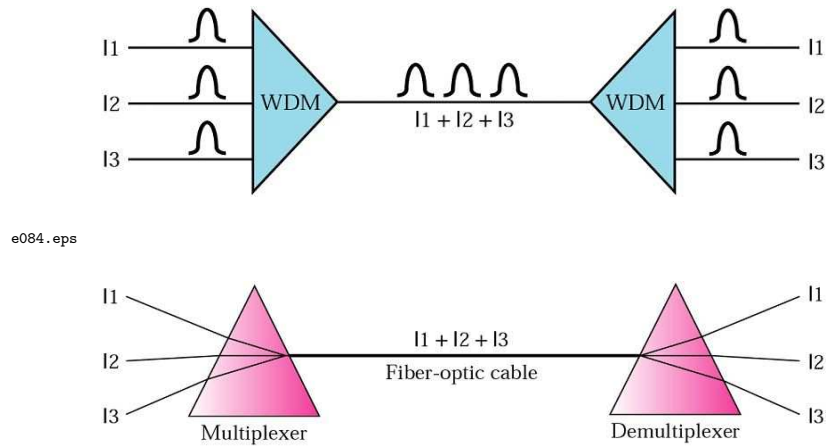 l1
l1
WDM
WDM
l2
l2
l1 + l2 + l3
l3
l3
e084.eps
l1
l1
l1 + l2 + l3
l2
l2
Fiber-optic cable
l3
l3
Multiplexer
Demultiplexer